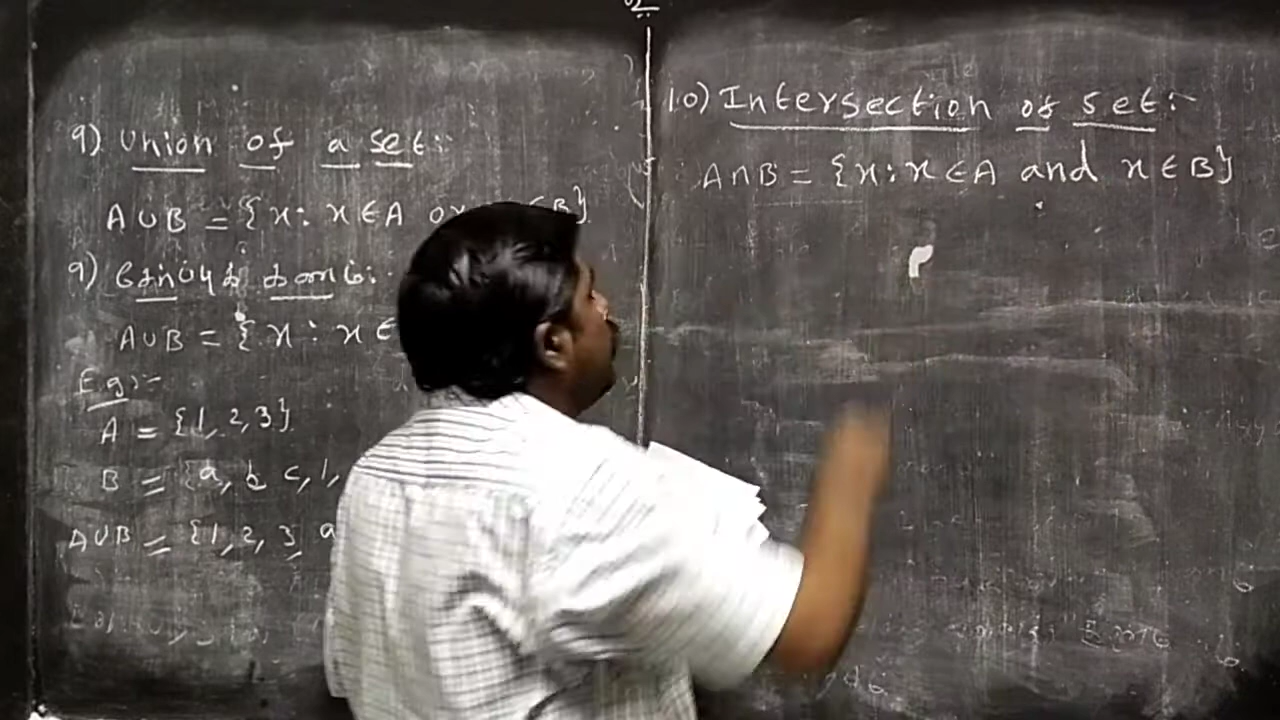 9) Union of a set:-
A∪B = {x: x∈A or ∈B}
9) சேர்ப்புக் கணம்:
A∪B = {x : x ∈
Eg:-
A = {1, 2, 3}
B = {a, b c, 1,
A∪B = {1, 2, 3, a
10) Intersection of set:-
A∩B = {x: x∈A and x∈B}